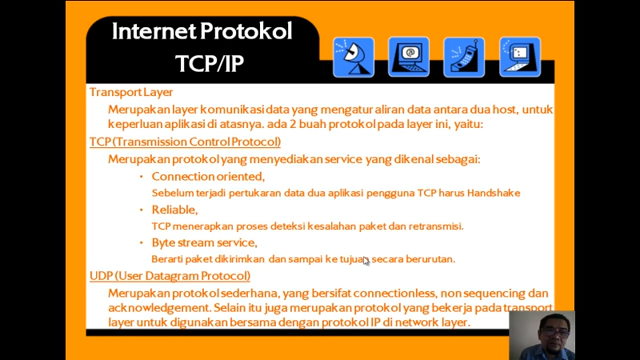 Internet Protokol
TCP/IP
Transport Layer
Merupakan layer komunikasi data yang mengatur aliran data antara dua host, untuk
keperluan aplikasi di atasnya. ada 2 buah protokol pada layer ini, yaitu:
TCP (Transmission Control Protocol)
Merupakan protokol yang menyediakan service yang dikenal sebagai:
• Connection oriented,
Sebelum terjadi pertukaran data dua aplikasi pengguna TCP harus Handshake
• Reliable,
TCP menerapkan proses deteksi kesalahan paket dan retransmisi.
• Byte stream service,
Berarti paket dikirimkan dan sampai ke tujuan secara berurutan.
UDP (User Datagram Protocol)
Merupakan protokol sederhana, yang bersifat connectionless, non sequencing dan
acknowledgement. Selain itu juga merupakan protokol yang bekerja pada transport
layer untuk digunakan bersama dengan protokol IP di network layer.